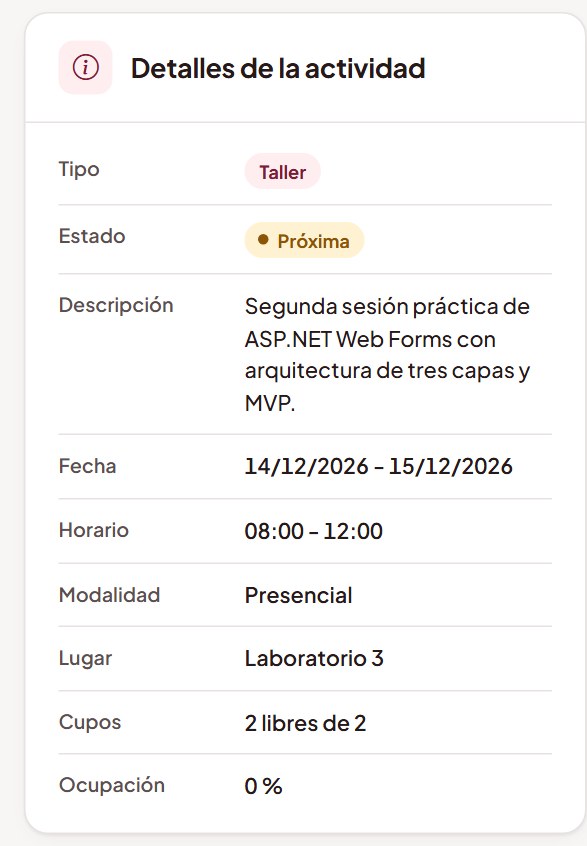 Detalles de la actividad
Tipo
Taller
Estado
Próxima
Descripción
Segunda sesión práctica de
ASP.NET Web Forms con
arquitectura de tres capas y
MVP.
Fecha
14/12/2026 – 15/12/2026
Horario
08:00 – 12:00
Modalidad
Presencial
Lugar
Laboratorio 3
Cupos
2 libres de 2
Ocupación
0 %